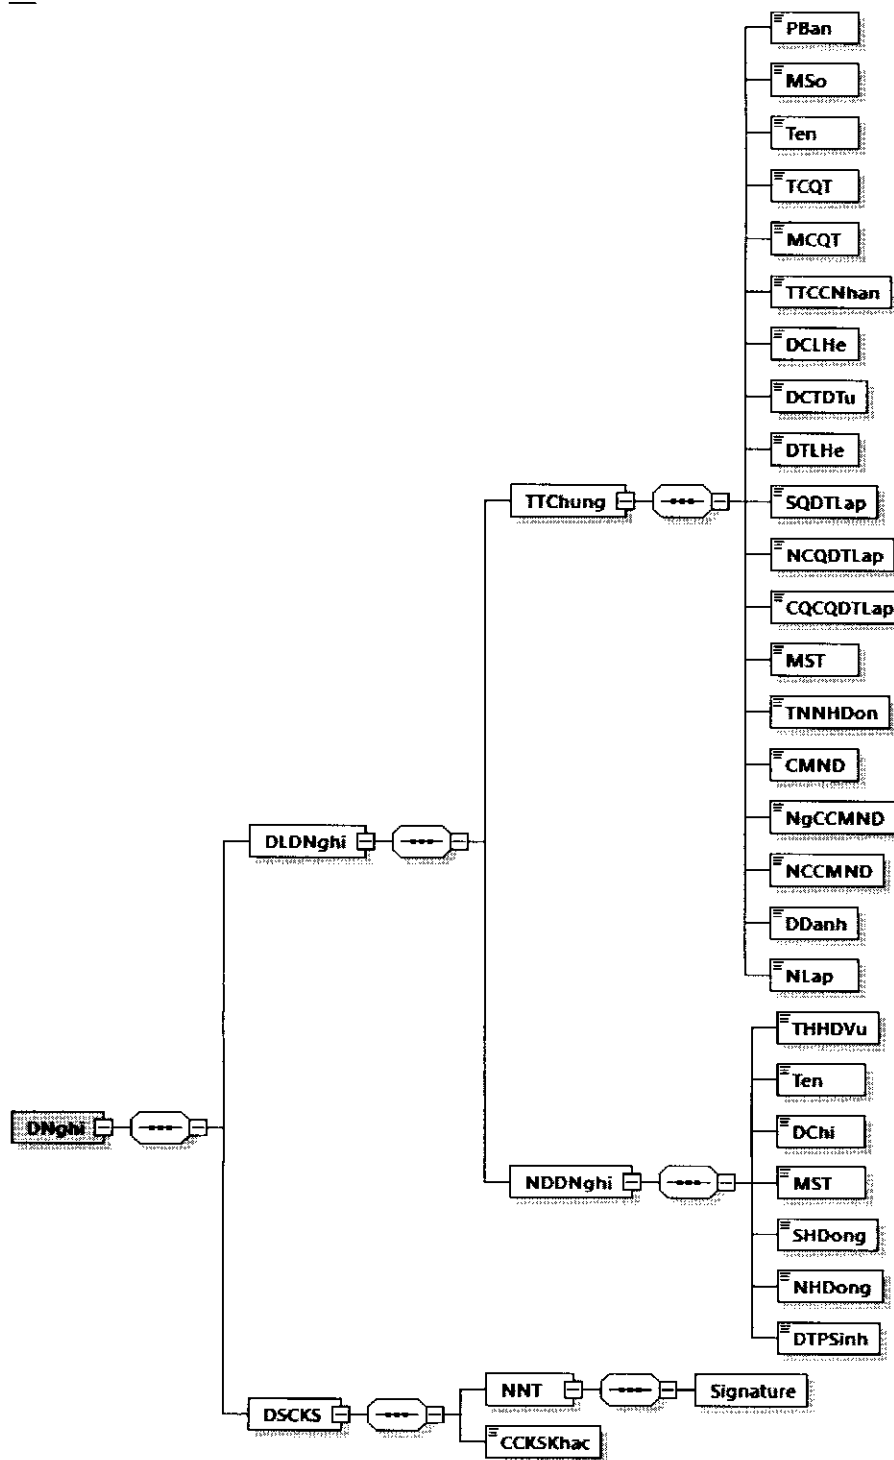 PBan
MSo
Ten
TCQT
MCQT
TTCCNhan
DCLHe
DCTDTu
DTLHe
TTChung
SQDTLap
NCQDTLap
CQCQDTLap
MST
TNNHDon
CMND
NgCCMND
DLDNghi
NCCMND
DDanh
NLap
THHDVu
Ten
DNghi
DChi
NDDNghi
MST
SHDong
NHDong
DTPSinh
NNT
Signature
DSCKS
CCKSKhac